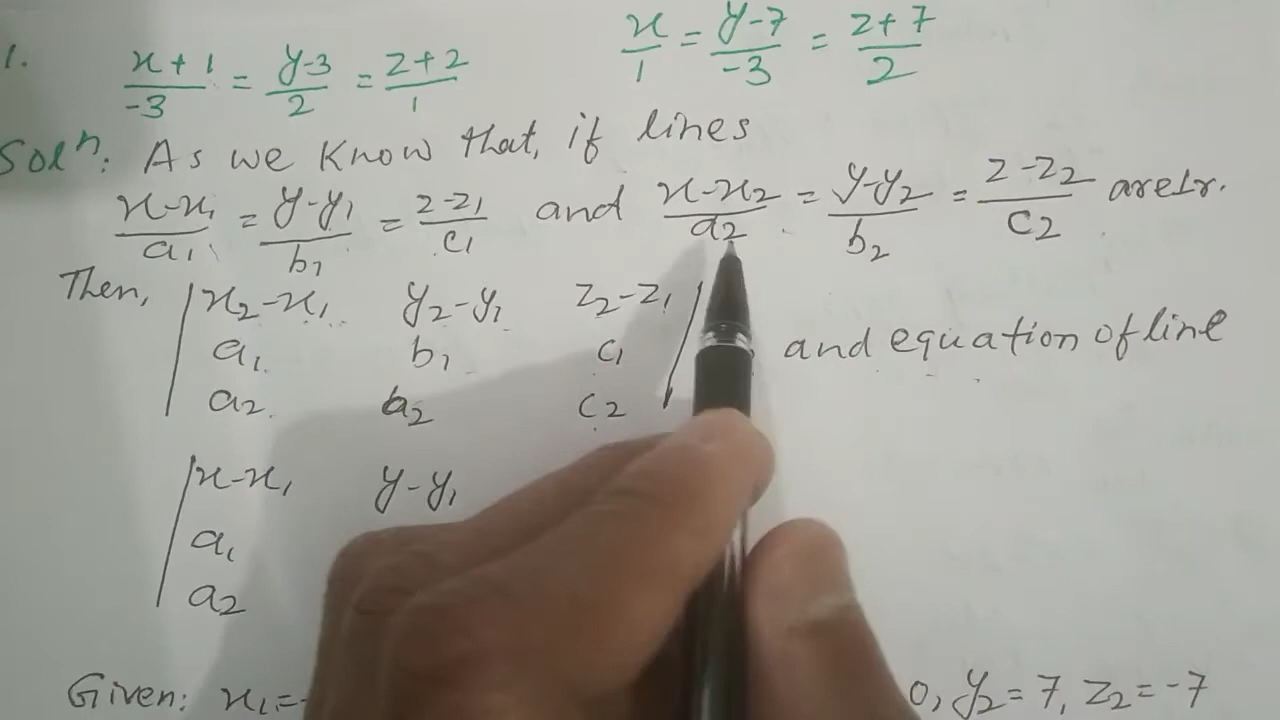 1. (x+1)/-3 = (y-3)/2 = (z+2)/1    x/1 = (y-7)/-3 = (z+7)/2
Solⁿ: As we know that, if lines
(x-x₁)/a₁ = (y-y₁)/b₁ = (z-z₁)/c₁ and (x-x₂)/a₂ = (y-y₂)/b₂ = (z-z₂)/c₂ are ⊥r.
Then, | x₂-x₁ y₂-y₁ z₂-z₁ |
| a₁ b₁ c₁ | and equation of line
| a₂ b₂ c₂ |
| x-x₁ y-y₁
| a₁
| a₂
Given: x₁=- 0, y₂=7, z₂=-7